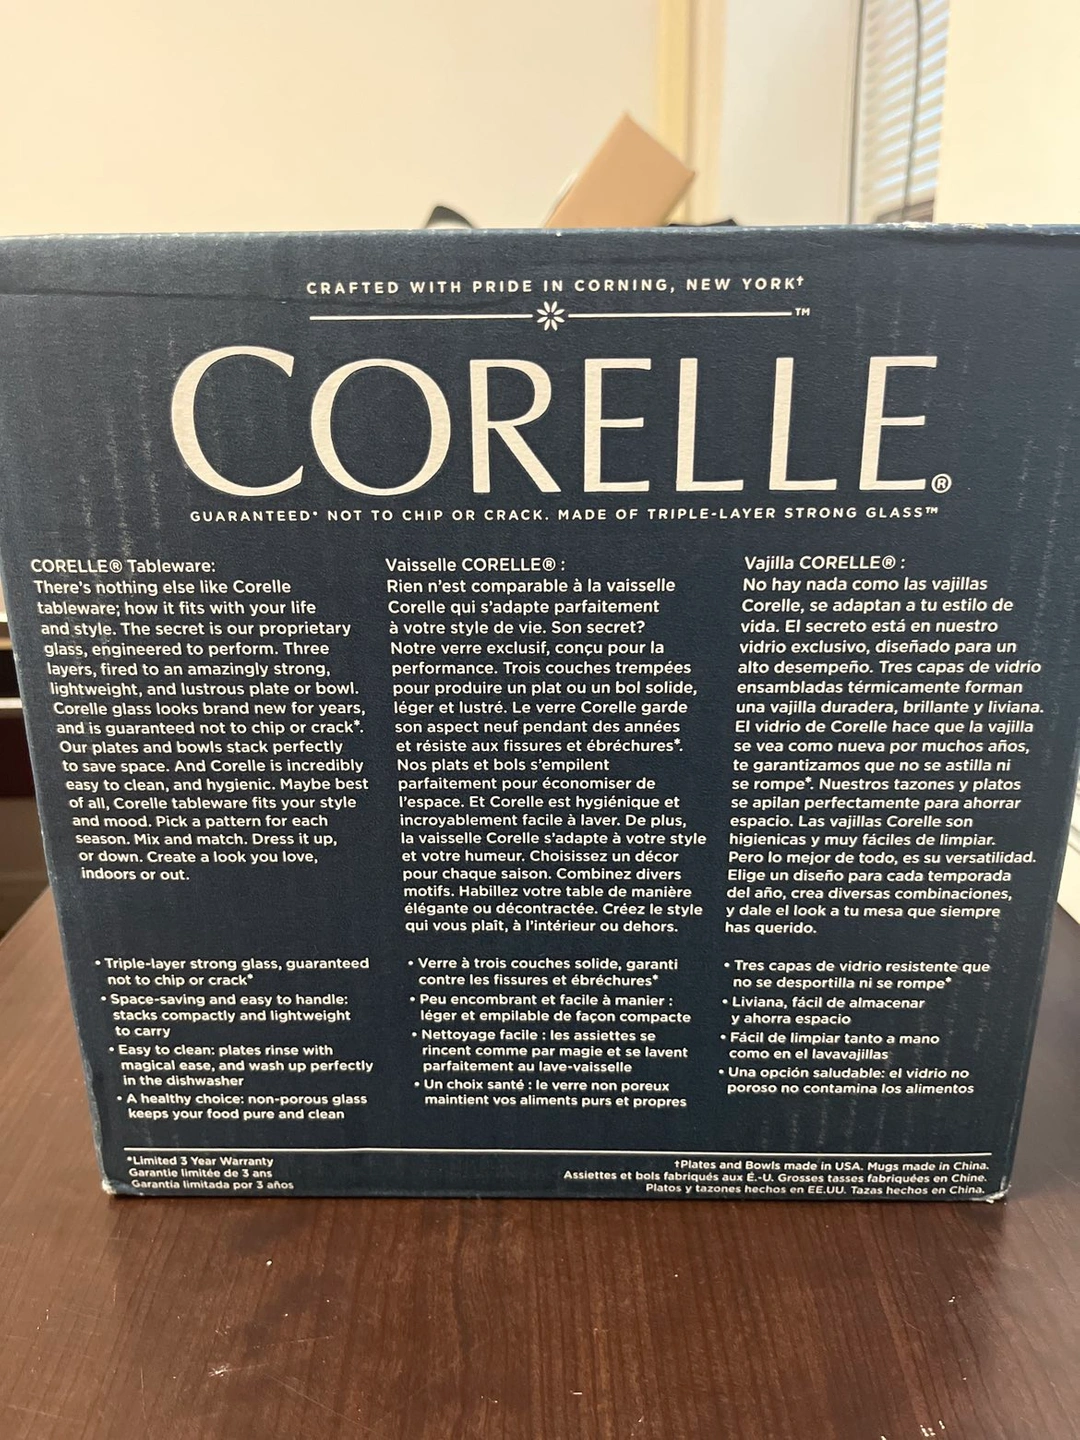 CRAFTED WITH PRIDE IN CORNING, NEW YORK†
™
CORELLE®
GUARANTEED* NOT TO CHIP OR CRACK. MADE OF TRIPLE-LAYER STRONG GLASS™
CORELLE® Tableware:
There's nothing else like Corelle
tableware; how it fits with your life
and style. The secret is our proprietary
glass, engineered to perform. Three
layers, fired to an amazingly strong,
lightweight, and lustrous plate or bowl.
Corelle glass looks brand new for years,
and is guaranteed not to chip or crack*.
Our plates and bowls stack perfectly
to save space. And Corelle is incredibly
easy to clean, and hygienic. Maybe best
of all, Corelle tableware fits your style
and mood. Pick a pattern for each
season. Mix and match. Dress it up,
or down. Create a look you love,
indoors or out.
• Triple-layer strong glass, guaranteed
not to chip or crack*
• Space-saving and easy to handle:
stacks compactly and lightweight
to carry
• Easy to clean: plates rinse with
magical ease, and wash up perfectly
in the dishwasher
• A healthy choice: non-porous glass
keeps your food pure and clean
Vaisselle CORELLE® :
Rien n'est comparable à la vaisselle
Corelle qui s'adapte parfaitement
à votre style de vie. Son secret?
Notre verre exclusif, conçu pour la
performance. Trois couches trempées
pour produire un plat ou un bol solide,
léger et lustré. Le verre Corelle garde
son aspect neuf pendant des années
et résiste aux fissures et ébréchures*.
Nos plats et bols s'empilent
parfaitement pour économiser de
l'espace. Et Corelle est hygiénique et
incroyablement facile à laver. De plus,
la vaisselle Corelle s'adapte à votre style
et votre humeur. Choisissez un décor
pour chaque saison. Combinez divers
motifs. Habillez votre table de manière
élégante ou décontractée. Créez le style
qui vous plaît, à l'intérieur ou dehors.
• Verre à trois couches solide, garanti
contre les fissures et ébréchures*
• Peu encombrant et facile à manier :
léger et empilable de façon compacte
• Nettoyage facile : les assiettes se
rincent comme par magie et se lavent
parfaitement au lave-vaisselle
• Un choix santé : le verre non poreux
maintient vos aliments purs et propres
Vajilla CORELLE® :
No hay nada como las vajillas
Corelle, se adaptan a tu estilo de
vida. El secreto está en nuestro
vidrio exclusivo, diseñado para un
alto desempeño. Tres capas de vidrio
ensambladas térmicamente forman
una vajilla duradera, brillante y liviana.
El vidrio de Corelle hace que la vajilla
se vea como nueva por muchos años,
te garantizamos que no se astilla ni
se rompe*. Nuestros tazones y platos
se apilan perfectamente para ahorrar
espacio. Las vajillas Corelle son
higienicas y muy fáciles de limpiar.
Pero lo mejor de todo, es su versatilidad.
Elige un diseño para cada temporada
del año, crea diversas combinaciones,
y dale el look a tu mesa que siempre
has querido.
• Tres capas de vidrio resistente que
no se desportilla ni se rompe*
• Liviana, fácil de almacenar
y ahorra espacio
• Fácil de limpiar tanto a mano
como en el lavavajillas
• Una opción saludable: el vidrio no
poroso no contamina los alimentos
*Limited 3 Year Warranty
Garantie limitée de 3 ans
Garantia limitada por 3 años
†Plates and Bowls made in USA. Mugs made in China.
Assiettes et bols fabriqués aux É.-U. Grosses tasses fabriquées en Chine.
Platos y tazones hechos en EE.UU. Tazas hechos en China.